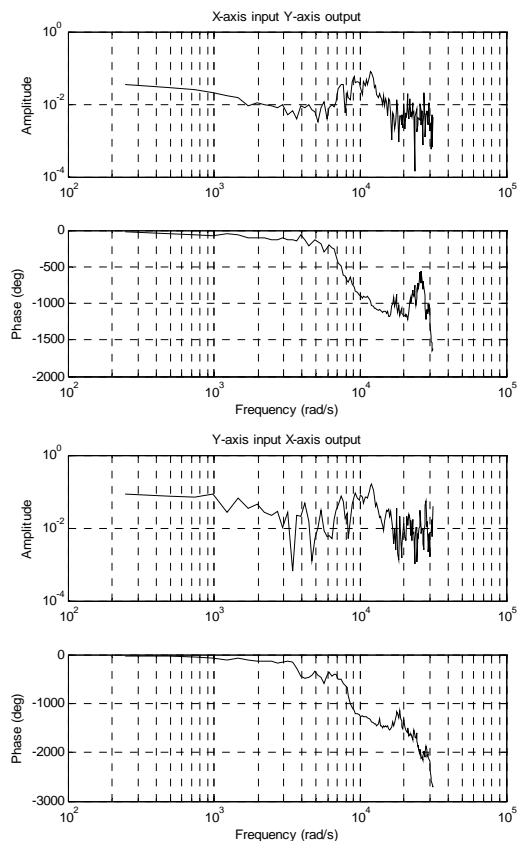 X-axis input Y-axis output
10^0
10^-2
10^-4
Amplitude
10^2 10^3 10^4 10^5
0
-500
-1000
-1500
-2000
Phase (deg)
10^2 10^3 10^4 10^5
Frequency (rad/s)
Y-axis input X-axis output
10^0
10^-2
10^-4
Amplitude
10^2 10^3 10^4 10^5
0
-1000
-2000
-3000
Phase (deg)
10^2 10^3 10^4 10^5
Frequency (rad/s)